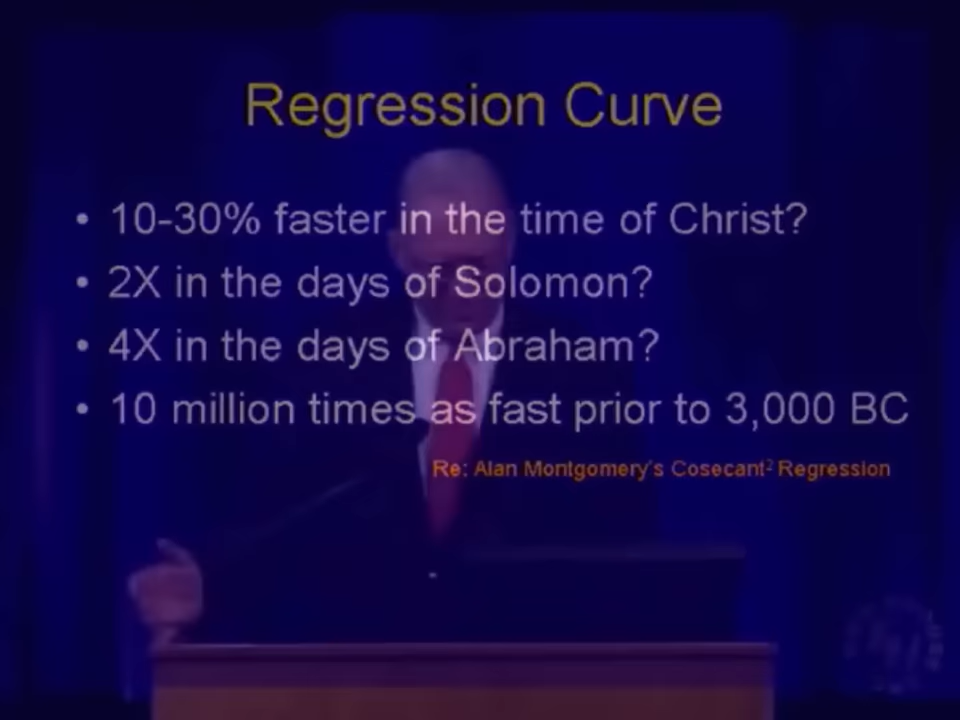 Regression Curve
• 10-30% faster in the time of Christ?
• 2X in the days of Solomon?
• 4X in the days of Abraham?
• 10 million times as fast prior to 3,000 BC
Re: Alan Montgomery's Cosecant² Regression